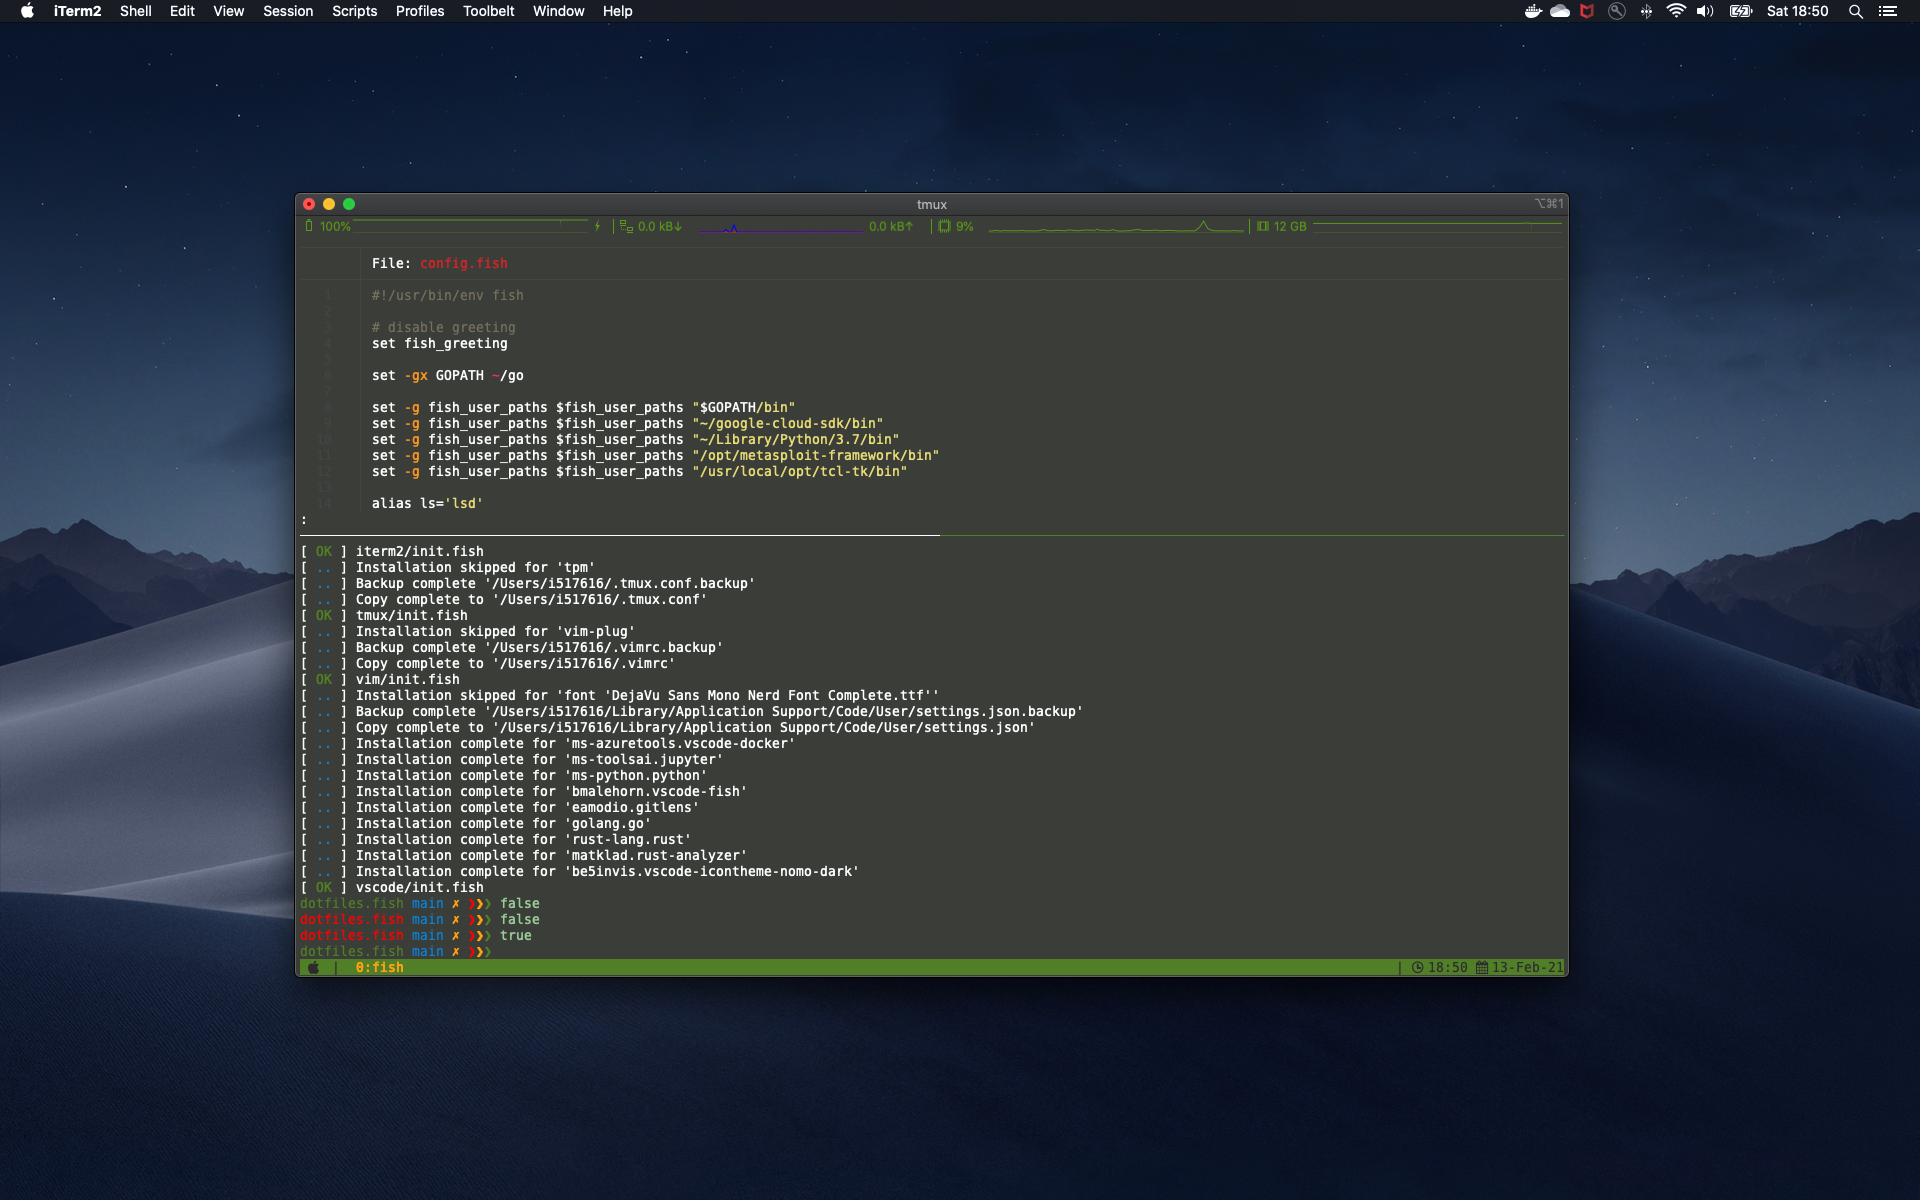 iTerm2 Shell Edit View Session Scripts Profiles Toolbelt Window Help Sat 18:50
tmux ⌥⌘1
100% 0.0 kB↓ 0.0 kB↑ 9% 12 GB
File: config.fish
1 #!/usr/bin/env fish
2
3 # disable greeting
4 set fish_greeting
5
6 set -gx GOPATH ~/go
7
8 set -g fish_user_paths $fish_user_paths "$GOPATH/bin"
9 set -g fish_user_paths $fish_user_paths "~/google-cloud-sdk/bin"
10 set -g fish_user_paths $fish_user_paths "~/Library/Python/3.7/bin"
11 set -g fish_user_paths $fish_user_paths "/opt/metasploit-framework/bin"
12 set -g fish_user_paths $fish_user_paths "/usr/local/opt/tcl-tk/bin"
13
14 alias ls='lsd'
:
[ OK ] iterm2/init.fish
[ .. ] Installation skipped for 'tpm'
[ .. ] Backup complete '/Users/i517616/.tmux.conf.backup'
[ .. ] Copy complete to '/Users/i517616/.tmux.conf'
[ OK ] tmux/init.fish
[ .. ] Installation skipped for 'vim-plug'
[ .. ] Backup complete '/Users/i517616/.vimrc.backup'
[ .. ] Copy complete to '/Users/i517616/.vimrc'
[ OK ] vim/init.fish
[ .. ] Installation skipped for 'font 'DejaVu Sans Mono Nerd Font Complete.ttf''
[ .. ] Backup complete '/Users/i517616/Library/Application Support/Code/User/settings.json.backup'
[ .. ] Copy complete to '/Users/i517616/Library/Application Support/Code/User/settings.json'
[ .. ] Installation complete for 'ms-azuretools.vscode-docker'
[ .. ] Installation complete for 'ms-toolsai.jupyter'
[ .. ] Installation complete for 'ms-python.python'
[ .. ] Installation complete for 'bmalehorn.vscode-fish'
[ .. ] Installation complete for 'eamodio.gitlens'
[ .. ] Installation complete for 'golang.go'
[ .. ] Installation complete for 'rust-lang.rust'
[ .. ] Installation complete for 'matklad.rust-analyzer'
[ .. ] Installation complete for 'be5invis.vscode-icontheme-nomo-dark'
[ OK ] vscode/init.fish
dotfiles.fish main ✗ ❯❯❯ false
dotfiles.fish main ✗ ❯❯❯ false
dotfiles.fish main ✗ ❯❯❯ true
dotfiles.fish main ✗ ❯❯❯
| 0:fish | 18:50 13-Feb-21